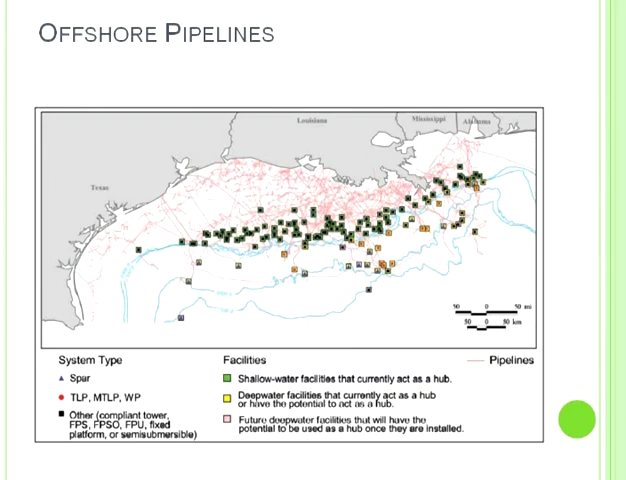 OFFSHORE PIPELINES
Louisiana
Mississippi
Alabama
Texas
50 0 50 mi
50 0 50 km
System Type
Facilities
Pipelines
Spar
Shallow-water facilities that currently act as a hub.
TLP, MTLP, WP
Deepwater facilities that currently act as a hub
or have the potential to act as a hub.
Other (compliant tower,
FPS, FPSO, FPU, fixed
platform, or semisubmersible)
Future deepwater facilities that will have the
potential to be used as a hub once they are installed.